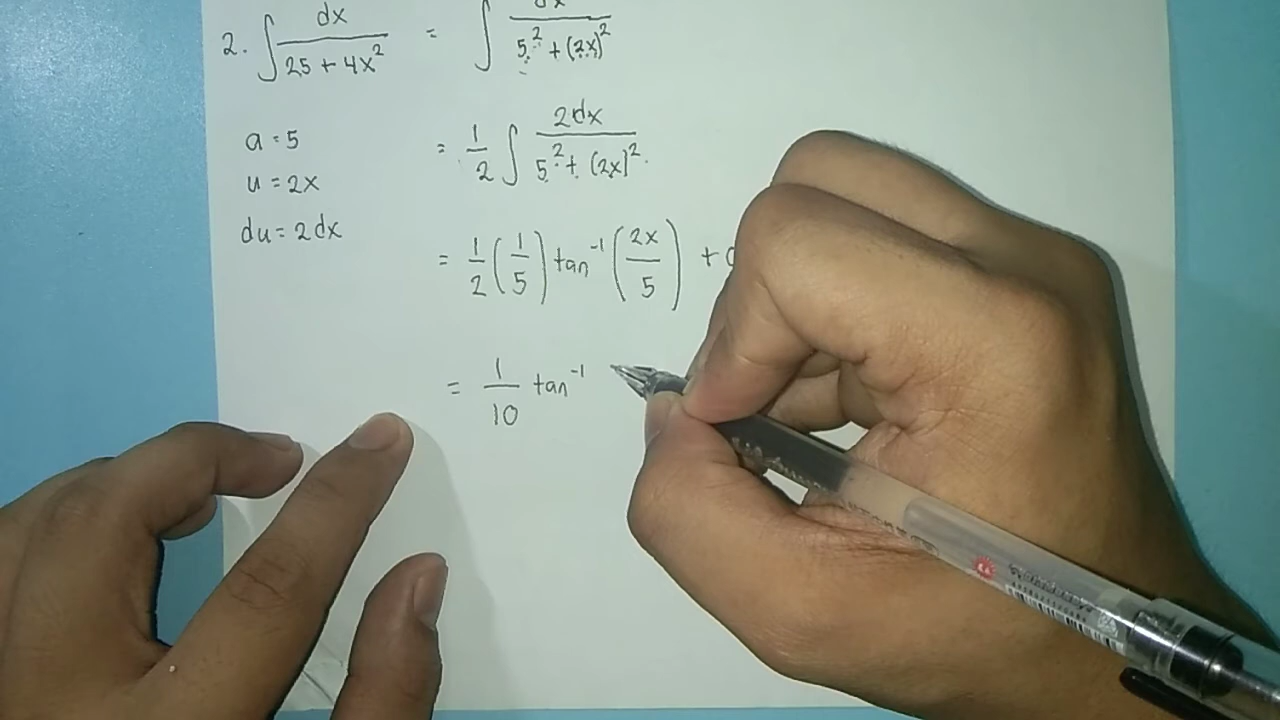 2. ∫ dx / (25 + 4x²) = ∫ dx / (5² + (2x)²)
a = 5 = 1/2 ∫ 2dx / (5² + (2x)²)
u = 2x
du = 2dx = 1/2 (1/5) tan⁻¹ (2x/5) +
= 1/10 tan⁻¹